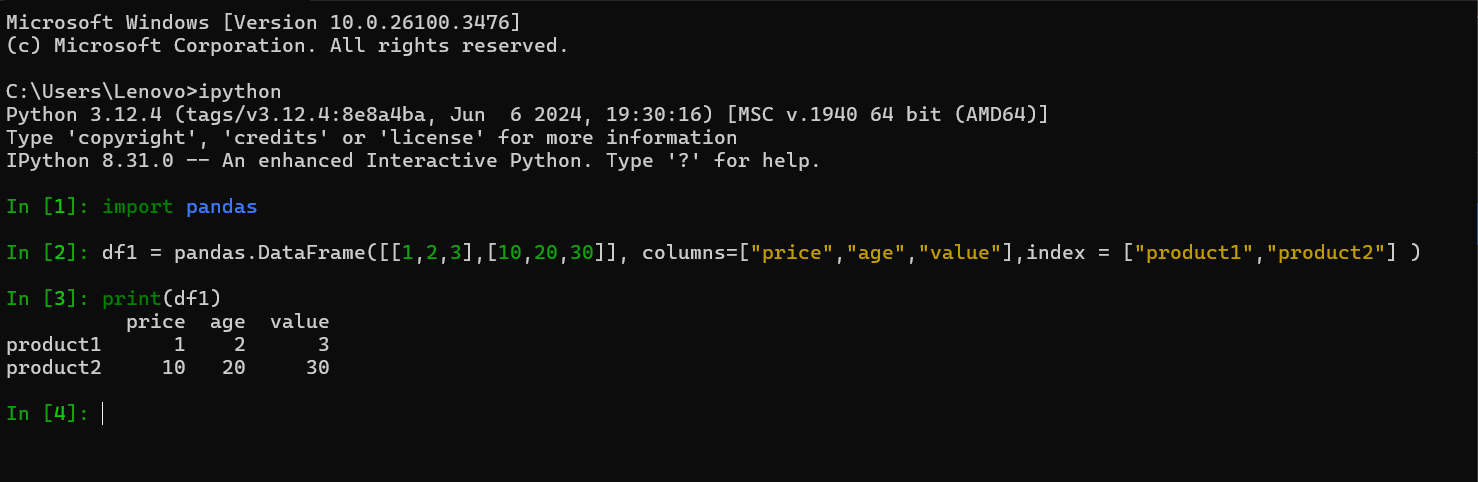 Microsoft Windows [Version 10.0.26100.3476]
(c) Microsoft Corporation. All rights reserved.
C:\Users\Lenovo>ipython
Python 3.12.4 (tags/v3.12.4:8e8a4ba, Jun  6 2024, 19:30:16) [MSC v.1940 64 bit (AMD64)]
Type 'copyright', 'credits' or 'license' for more information
IPython 8.31.0 -- An enhanced Interactive Python. Type '?' for help.
In [1]: import pandas
In [2]: df1 = pandas.DataFrame([[1,2,3],[10,20,30]], columns=["price","age","value"],index = ["product1","product2"] )
In [3]: print(df1)
          price  age  value
product1      1    2      3
product2     10   20     30
In [4]: